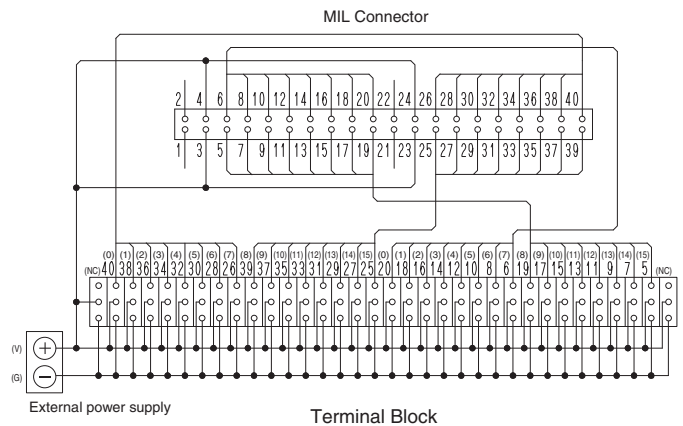 MIL Connector
2 4 6 8 10 12 14 16 18 20 22 24 26 28 30 32 34 36 38 40
1 3 5 7 9 11 13 15 17 19 21 23 25 27 29 31 33 35 37 39
(0) (1) (2) (3) (4) (5) (6) (7) (8) (9) (10) (11) (12) (13) (14) (15) (0) (1) (2) (3) (4) (5) (6) (7) (8) (9) (10) (11) (12) (13) (14) (15)
(NC) 40 38 36 34 32 30 28 26 39 37 35 33 31 29 27 25 20 18 16 14 12 10 8 6 19 17 15 13 11 9 7 5 (NC)
(V) +
(G) −
External power supply
Terminal Block